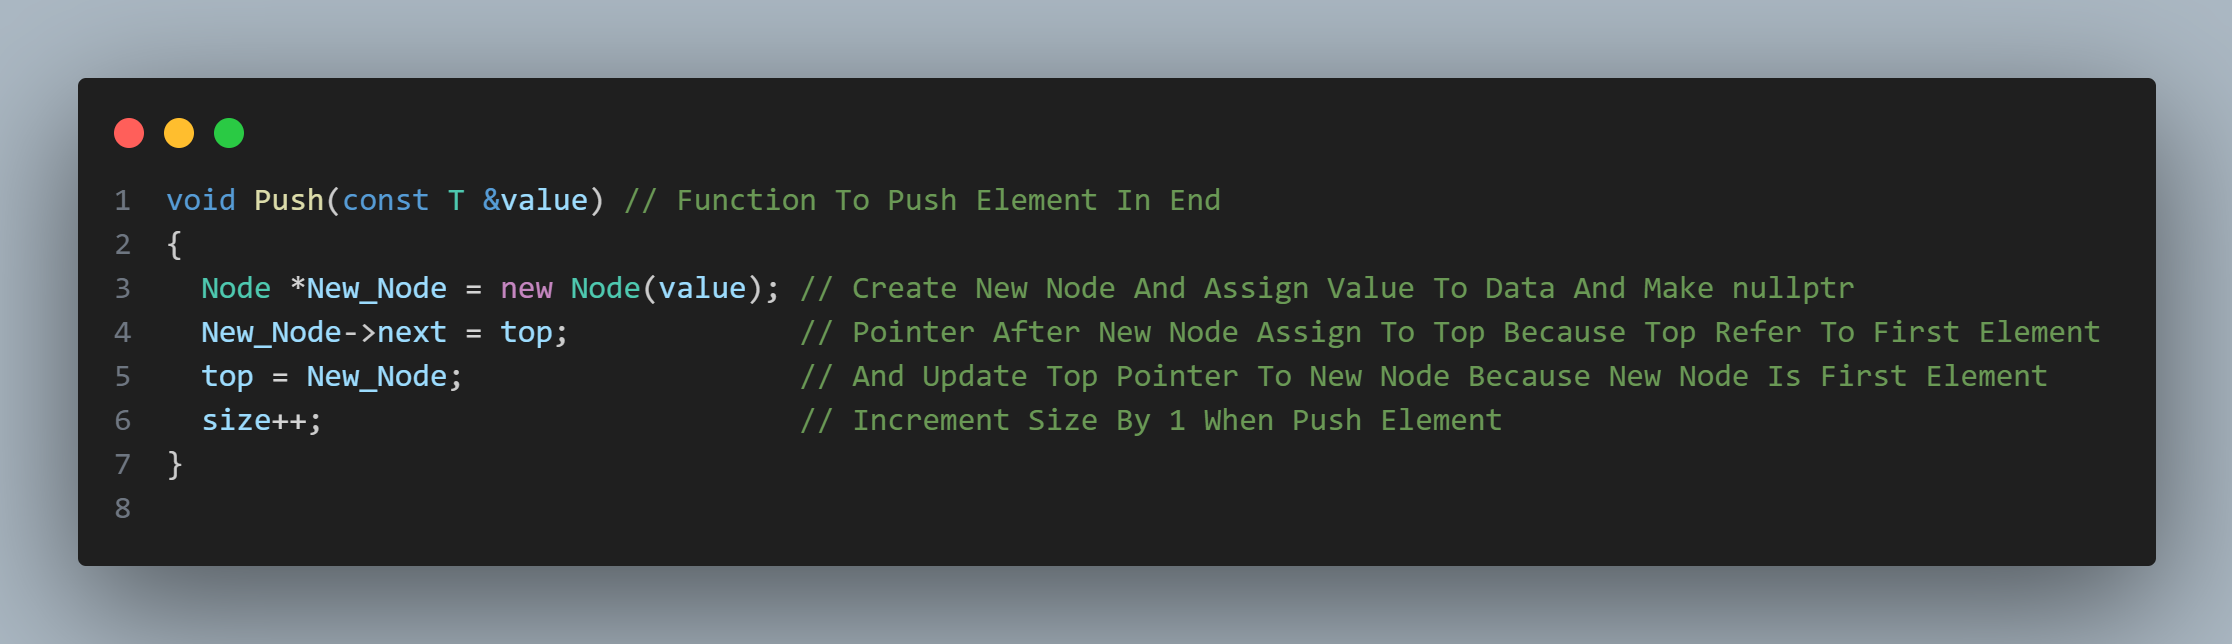 1 void Push(const T &value) // Function To Push Element In End
2 {
3   Node *New_Node = new Node(value); // Create New Node And Assign Value To Data And Make nullptr
4   New_Node->next = top;             // Pointer After New Node Assign To Top Because Top Refer To First Element
5   top = New_Node;                   // And Update Top Pointer To New Node Because New Node Is First Element
6   size++;                           // Increment Size By 1 When Push Element
7 }
8